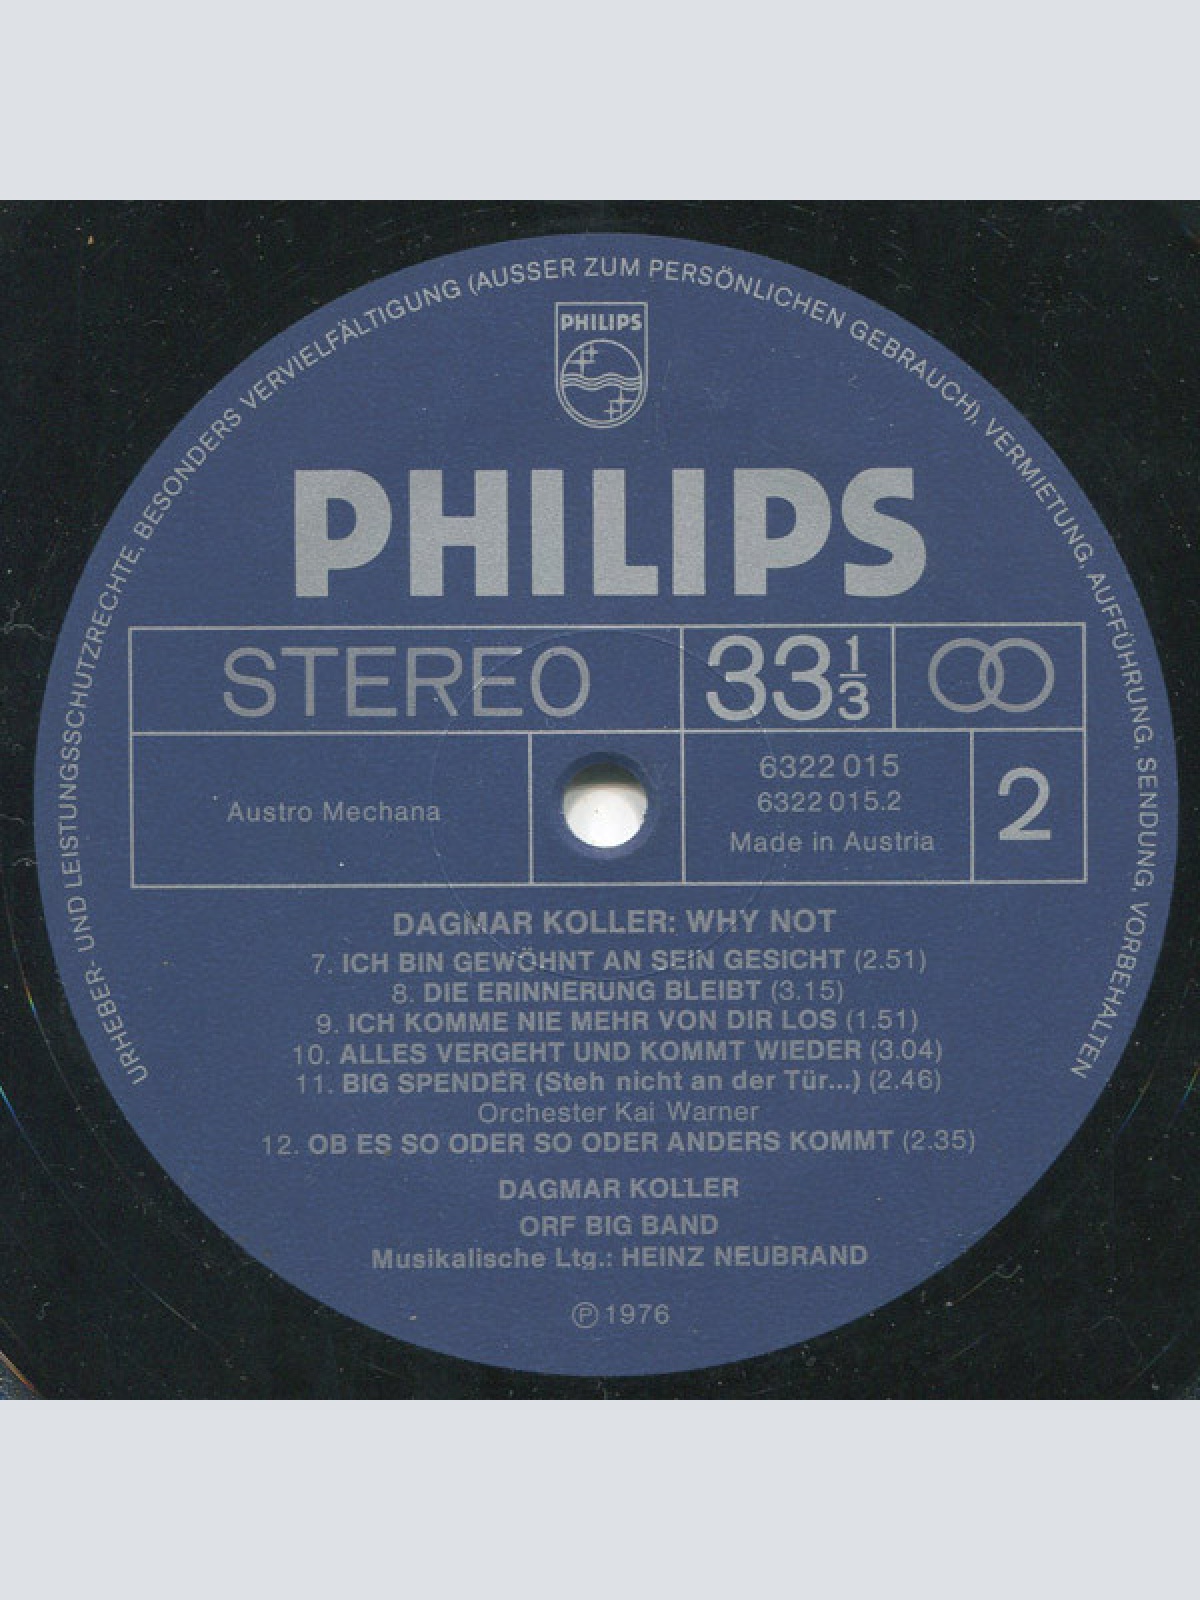 URHEBER- UND LEISTUNGSSCHUTZRECHTE, BESONDERS VERVIELFÄLTIGUNG (AUSSER ZUM PERSÖNLICHEN GEBRAUCH), VERMIETUNG, AUFFÜHRUNG, SENDUNG, VORBEHALTEN
PHILIPS
PHILIPS
STEREO 33 1/3
Austro Mechana
6322 015
6322 015.2
Made in Austria
2
DAGMAR KOLLER: WHY NOT
7. ICH BIN GEWÖHNT AN SEIN GESICHT (2.51)
8. DIE ERINNERUNG BLEIBT (3.15)
9. ICH KOMME NIE MEHR VON DIR LOS (1.51)
10. ALLES VERGEHT UND KOMMT WIEDER (3.04)
11. BIG SPENDER (Steh nicht an der Tür...) (2.46)
Orchester Kai Warner
12. OB ES SO ODER SO ODER ANDERS KOMMT (2.35)
DAGMAR KOLLER
ORF BIG BAND
Musikalische Ltg.: HEINZ NEUBRAND
Ⓟ 1976